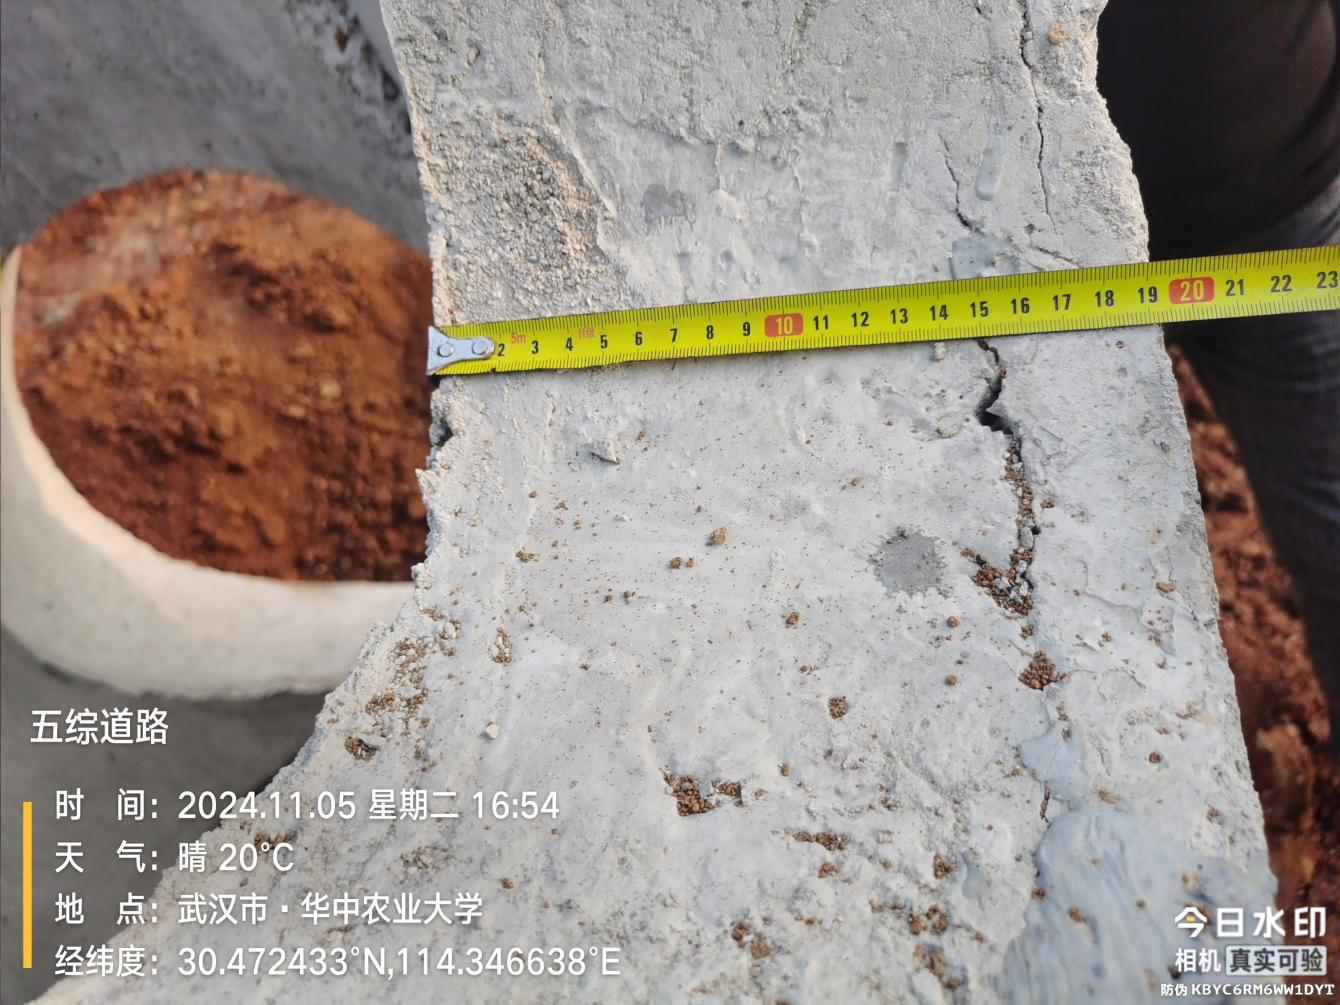 5m
2 3 4 5 6 7 8 9 10 11 12 13 14 15 16 17 18 19 20 21 22 23
五综道路
时 间：2024.11.05 星期二 16:54
天 气：晴 20℃
地 点：武汉市·华中农业大学
经纬度：30.472433°N,114.346638°E
今日水印
相机 真实可验
防伪 KBYC6RM6WW1DYT